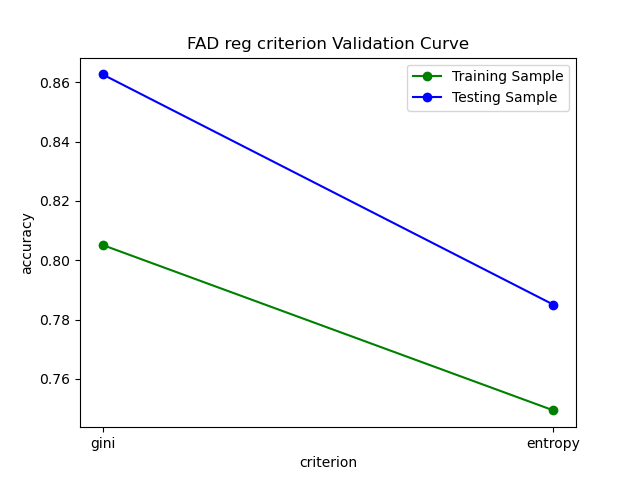 FAD reg criterion Validation Curve
Training Sample
Testing Sample
0.86
0.84
0.82
0.80
0.78
0.76
accuracy
gini
entropy
criterion